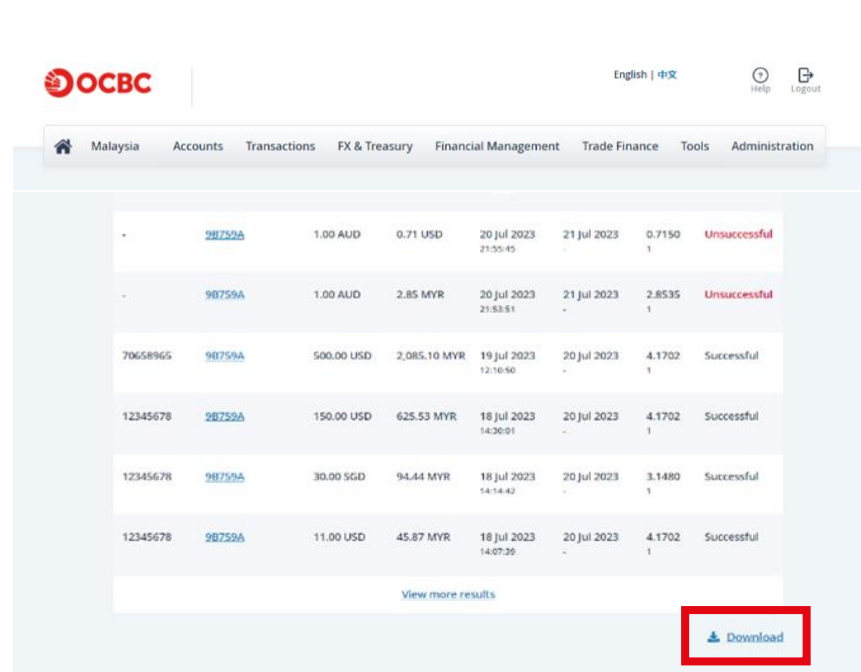 OCBC
English | 中文
Help
Logout
Malaysia Accounts Transactions FX & Treasury Financial Management Trade Finance Tools Administration
- 9B759A 1.00 AUD 0.71 USD 20 Jul 2023 21 Jul 2023 0.7150 Unsuccessful
21:55:45 - 1
- 9B759A 1.00 AUD 2.85 MYR 20 Jul 2023 21 Jul 2023 2.8535 Unsuccessful
21:53:51 - 1
70658965 9B759A 500.00 USD 2,085.10 MYR 19 Jul 2023 20 Jul 2023 4.1702 Successful
12:10:50 - 1
12345678 9B759A 150.00 USD 625.53 MYR 18 Jul 2023 20 Jul 2023 4.1702 Successful
14:30:01 - 1
12345678 9B759A 30.00 SGD 94.44 MYR 18 Jul 2023 20 Jul 2023 3.1480 Successful
14:14:42 - 1
12345678 9B759A 11.00 USD 45.87 MYR 18 Jul 2023 20 Jul 2023 4.1702 Successful
14:07:39 - 1
View more results
Download